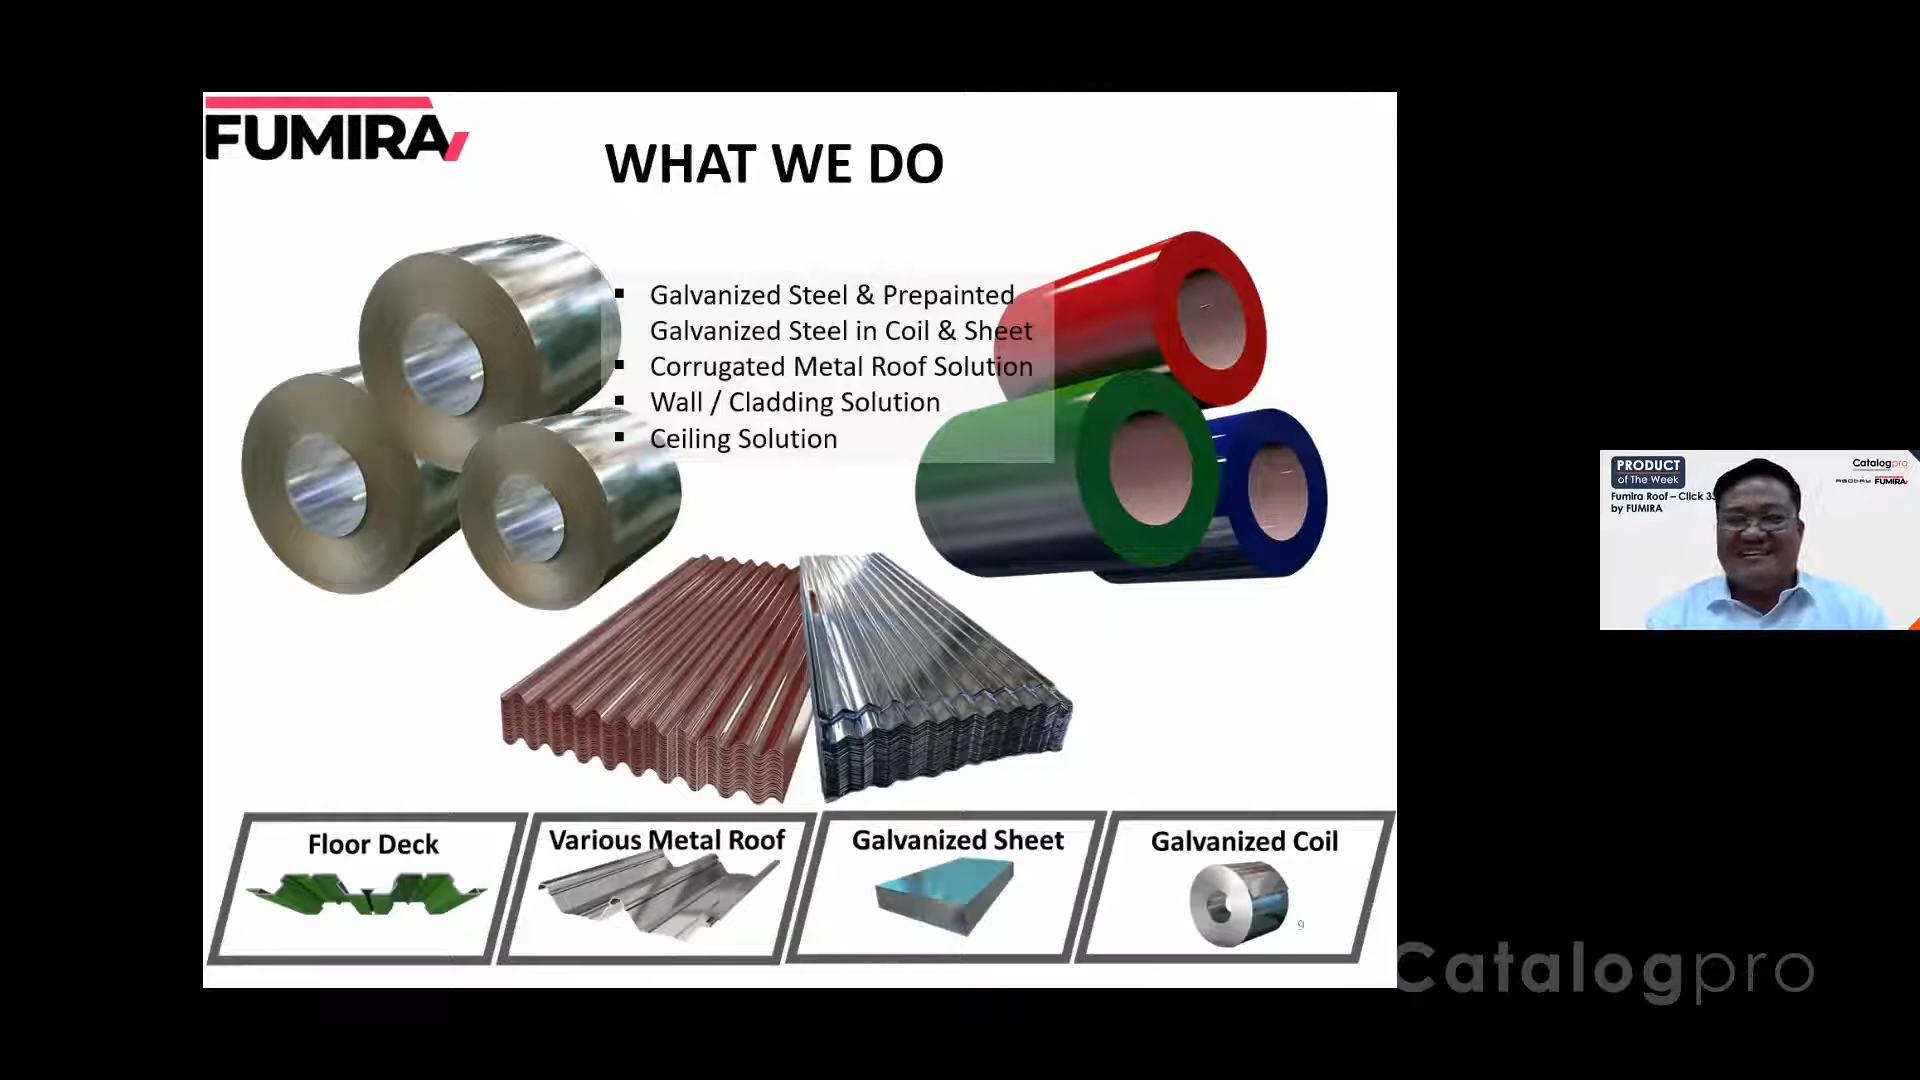 FUMIRA
WHAT WE DO
▪ Galvanized Steel & Prepainted
Galvanized Steel in Coil & Sheet
▪ Corrugated Metal Roof Solution
▪ Wall / Cladding Solution
▪ Ceiling Solution
Floor Deck
Various Metal Roof
Galvanized Sheet
Galvanized Coil
9
PRODUCT
of The Week
Fumira Roof – Click
by FUMIRA
Catalogpro
FUMIRA
Catalogpro